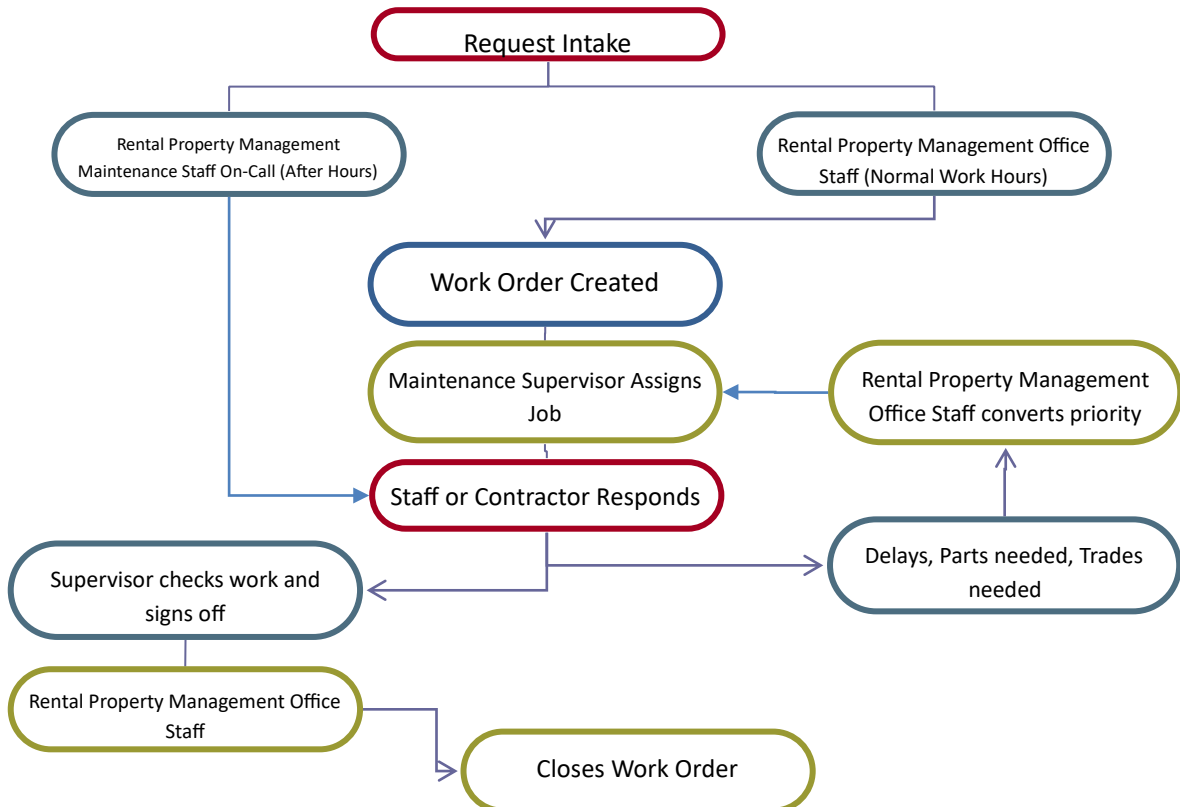 Request Intake
Rental Property Management
Maintenance Staff On-Call (After Hours)
Rental Property Management Office
Staff (Normal Work Hours)
Work Order Created
Maintenance Supervisor Assigns
Job
Rental Property Management
Office Staff converts priority
Staff or Contractor Responds
Supervisor checks work and
signs off
Delays, Parts needed, Trades
needed
Rental Property Management Office
Staff
Closes Work Order